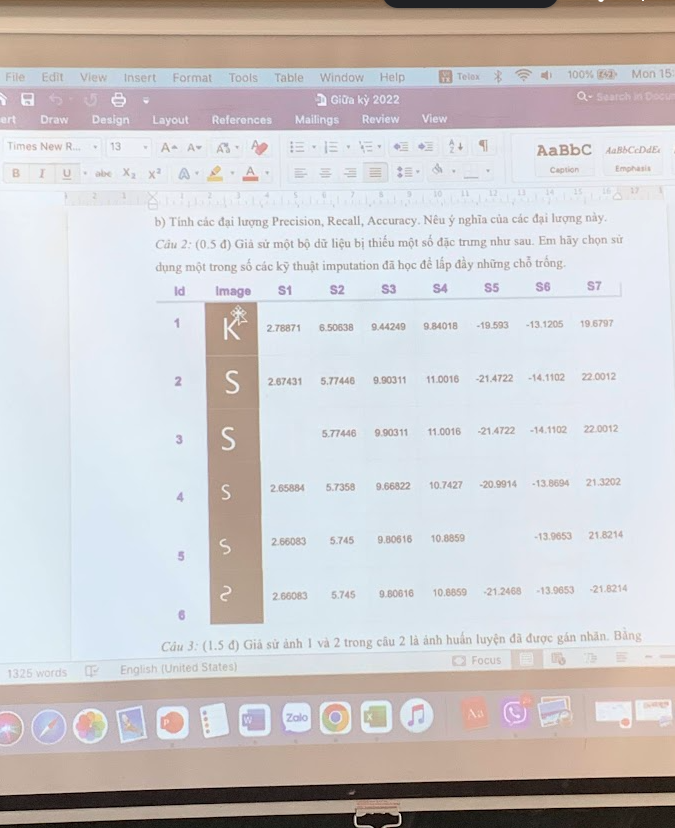 File Edit View Insert Format Tools Table Window Help Telex 100% Mon 15:
Giữa kỳ 2022
Search in Docu
ert Draw Design Layout References Mailings Review View
Times New R... 13 A A Aa A AaBbC AaBbCcDdEe
B I U abc X₂ X² A A Caption Emphasis
b) Tính các đại lượng Precision, Recall, Accuracy. Nêu ý nghĩa của các đại lượng này.
Câu 2: (0.5 đ) Giả sử một bộ dữ liệu bị thiếu một số đặc trưng như sau. Em hãy chọn sử
dụng một trong số các kỹ thuật imputation đã học để lấp đầy những chỗ trống.
Id Image S1 S2 S3 S4 S5 S6 S7
1 K 2.78871 6.50638 9.44249 9.84018 -19.593 -13.1205 19.6797
2 S 2.67431 5.77446 9.90311 11.0016 -21.4722 -14.1102 22.0012
3 S 5.77446 9.90311 11.0016 -21.4722 -14.1102 22.0012
4 S 2.65884 5.7358 9.66822 10.7427 -20.9914 -13.8694 21.3202
5 S 2.66083 5.745 9.80616 10.8859 -13.9653 21.8214
6 2.66083 5.745 9.80616 10.8859 -21.2468 -13.9653 -21.8214
Câu 3: (1.5 đ) Giả sử ảnh 1 và 2 trong câu 2 là ảnh huấn luyện đã được gán nhãn. Bằng
1325 words English (United States) Focus
Zalo